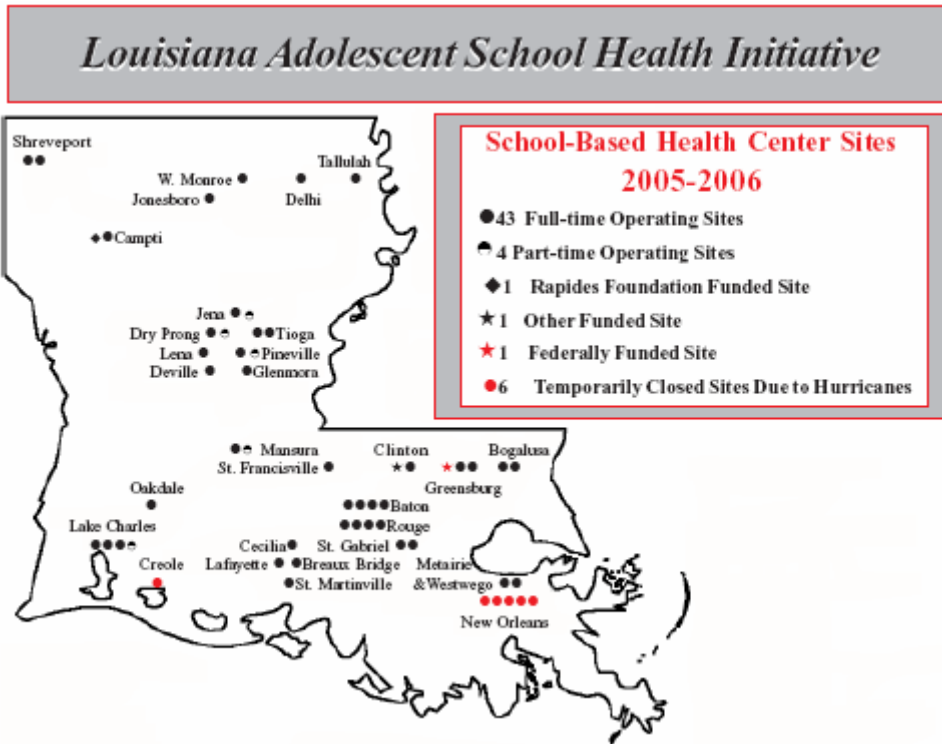 Louisiana Adolescent School Health Initiative
School-Based Health Center Sites
2005-2006
43 Full-time Operating Sites
4 Part-time Operating Sites
1 Rapides Foundation Funded Site
1 Other Funded Site
1 Federally Funded Site
6 Temporarily Closed Sites Due to Hurricanes
Shreveport
Tallulah
W. Monroe
Jonesboro
Delhi
Campti
Jena
Dry Prong
Tioga
Lena
Pineville
Deville
Glenmora
Mansura
Clinton
Bogalusa
St. Francisville
Greensburg
Oakdale
Baton
Rouge
Lake Charles
Cecilia
St. Gabriel
Metairie
Creole
Lafayette
Breaux Bridge
St. Martinville
&Westwego
New Orleans